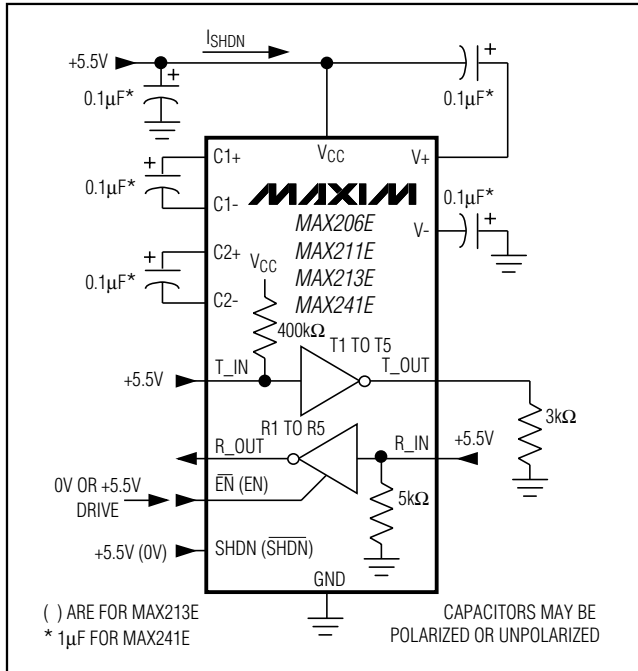 I_SHDN
+5.5V
0.1μF*
0.1μF*
C1+
V_CC
V+
0.1μF*
C1-
MAXIM
0.1μF*
MAX206E
V-
C2+
MAX211E
V_CC
MAX213E
0.1μF*
C2-
MAX241E
400kΩ
T1 TO T5
+5.5V
T_IN
T_OUT
3kΩ
R1 TO R5
R_OUT
R_IN
+5.5V
0V OR +5.5V
DRIVE
E̅N̅ (EN)
5kΩ
+5.5V (0V)
SHDN (S̅H̅D̅N̅)
GND
( ) ARE FOR MAX213E
* 1μF FOR MAX241E
CAPACITORS MAY BE
POLARIZED OR UNPOLARIZED